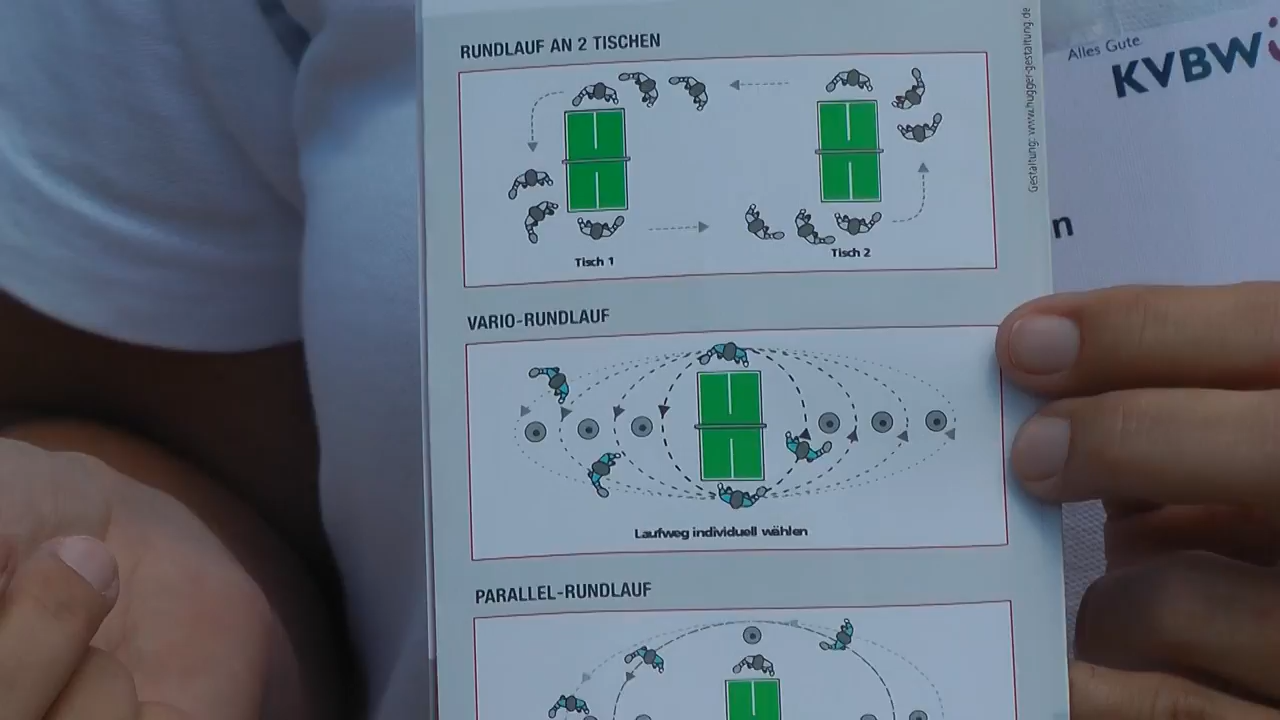 RUNDLAUF AN 2 TISCHEN
Tisch 1
Tisch 2
VARIO-RUNDLAUF
Laufweg individuell wählen
PARALLEL-RUNDLAUF
Gestaltung: www.hugger-gestaltung.de
Alles Gute
KVBW
n